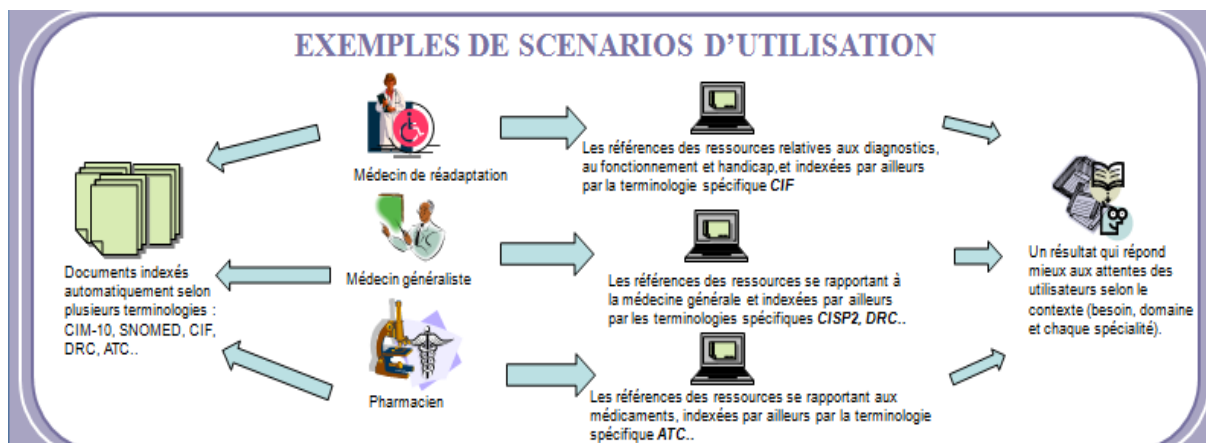 EXEMPLES DE SCENARIOS D'UTILISATION
Documents indexés
automatiquement selon
plusieurs terminologies :
CIM-10, SNOMED, CIF,
DRC, ATC..
Médecin de réadaptation
Médecin généraliste
Pharmacien
Les références des ressources relatives aux diagnostics,
au fonctionnement et handicap,et indexées par ailleurs
par la terminologie spécifique CIF
Les références des ressources se rapportant à
la médecine générale et indexées par ailleurs
par les terminologies spécifiques CISP2, DRC..
Les références des ressources se rapportant aux
médicaments, indexées par ailleurs par la terminologie
spécifique ATC..
Un résultat qui répond
mieux aux attentes des
utilisateurs selon le
contexte (besoin, domaine
et chaque spécialité).